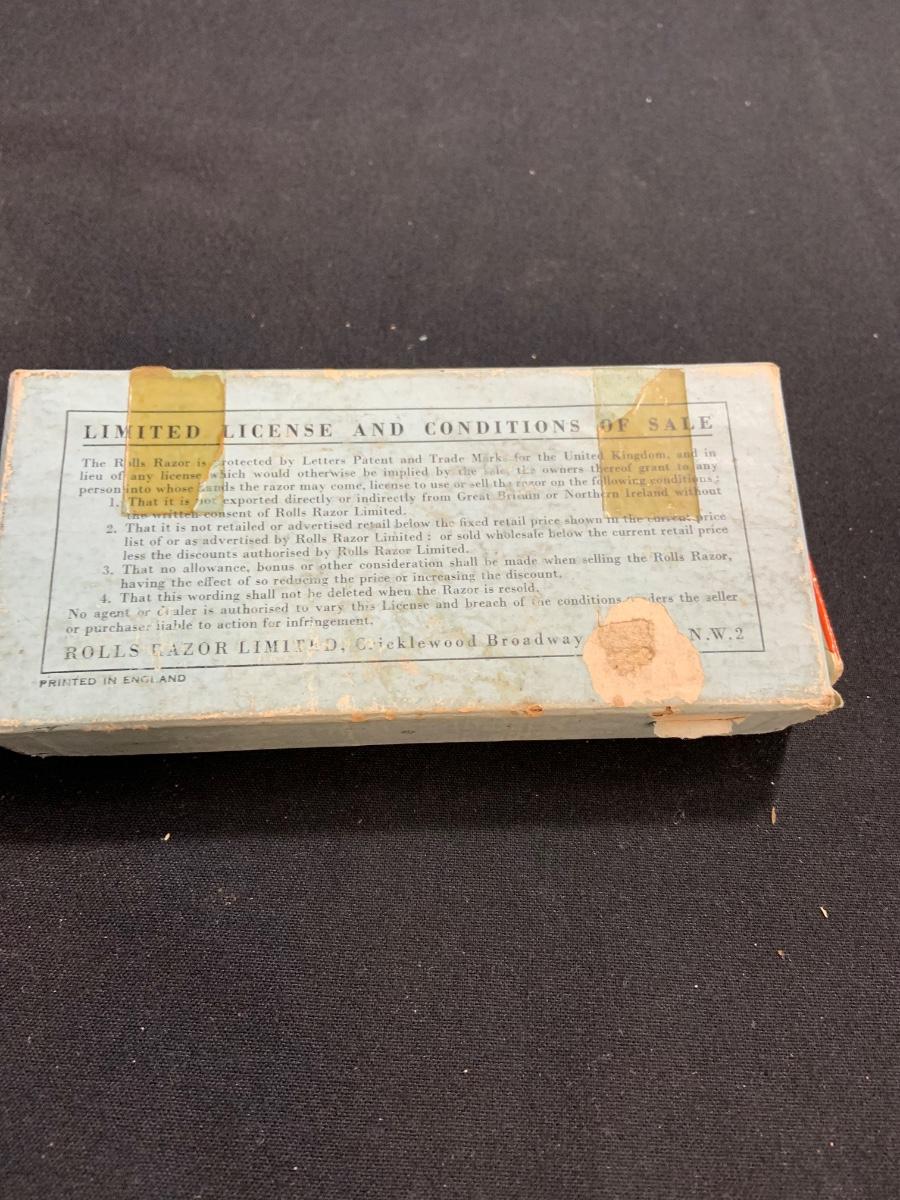 LIMITED LICENSE AND CONDITIONS OF SALE
The Rolls Razor is protected by Letters Patent and Trade Mark for the United Kingdom, and in
lieu of any license which would otherwise be implied by the sale, the owners thereof grant to any
person into whose hands the razor may come, license to use or sell the razor on the following conditions:
1. That it is not exported directly or indirectly from Great Britain or Northern Ireland without
the written consent of Rolls Razor Limited.
2. That it is not retailed or advertised retail below the fixed retail price shown in the current price
list of or as advertised by Rolls Razor Limited: or sold wholesale below the current retail price
less the discounts authorised by Rolls Razor Limited.
3. That no allowance, bonus or other consideration shall be made when selling the Rolls Razor,
having the effect of so reducing the price or increasing the discount.
4. That this wording shall not be deleted when the Razor is resold.
No agent or dealer is authorised to vary this License and breach of the conditions renders the seller
or purchaser liable to action for infringement.
ROLLS RAZOR LIMITED, Cricklewood Broadway N.W.2
PRINTED IN ENGLAND